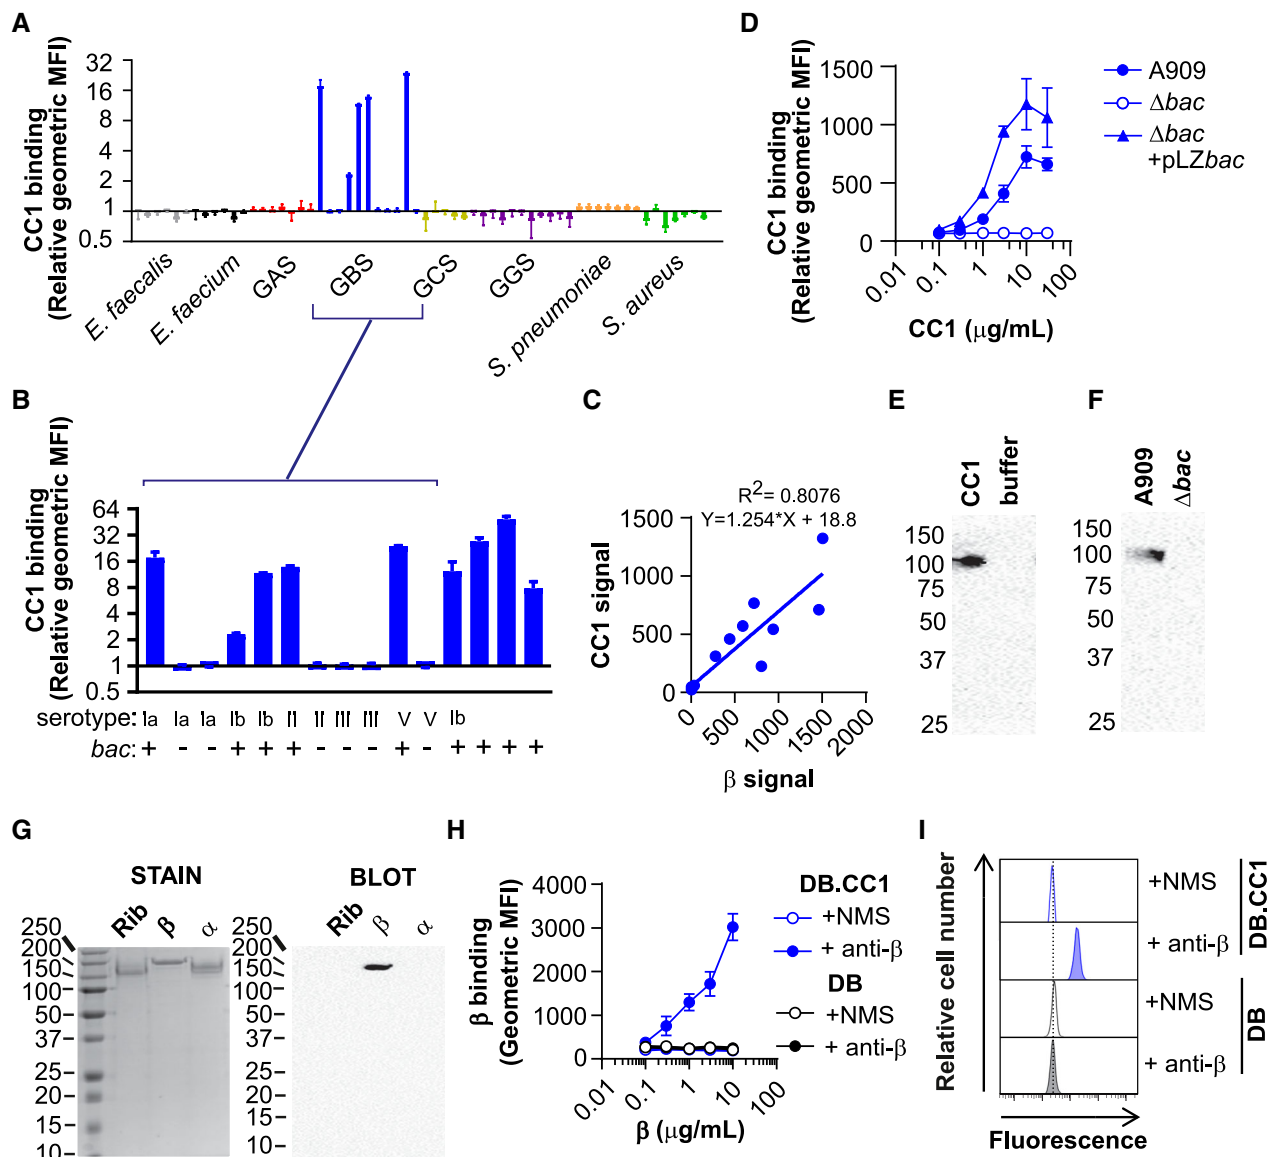 A
CC1 binding
(Relative geometric MFI)
32
16
8
4
2
1
0.5
E. faecalis
E. faecium
GAS
GBS
GCS
GGS
S. pneumoniae
S. aureus
D
CC1 binding
(Relative geometric MFI)
1500
1000
500
0
0.01
0.1
1
10
100
CC1 (μg/mL)
A909
Δbac
Δbac
+pLZbac
B
CC1 binding
(Relative geometric MFI)
64
32
16
8
4
2
1
0.5
serotype: Ia Ia Ia Ib Ib II II III III V V Ib
bac: + - - + + + - - - + - + + + +
C
R2= 0.8076
Y=1.254*X + 18.8
CC1 signal
1500
1000
500
0
0
500
1000
1500
2000
β signal
E
CC1
buffer
150
100
75
50
37
25
F
A909
Δbac
150
100
75
50
37
25
G
STAIN
Rib β α
250
200
150
100
50
37
25
20
15
10
BLOT
Rib β α
250
200
150
100
50
37
25
20
15
10
H
β binding
(Geometric MFI)
4000
3000
2000
1000
0
0.01
0.1
1
10
100
β (μg/mL)
DB.CC1
+NMS
+ anti-β
DB
+NMS
+ anti-β
I
Relative cell number
+NMS
+ anti-β
DB.CC1
+NMS
+ anti-β
DB
Fluorescence